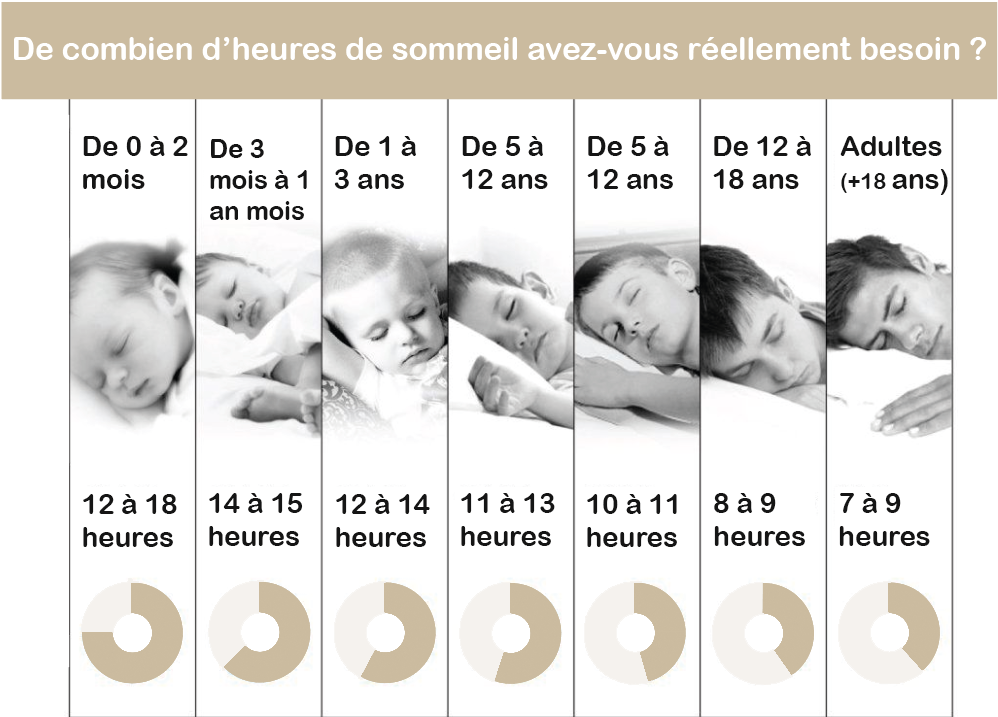 De combien d'heures de sommeil avez-vous réellement besoin ?
De 0 à 2
mois
De 3
mois à 1
an mois
De 1 à
3 ans
De 5 à
12 ans
De 5 à
12 ans
De 12 à
18 ans
Adultes
(+18 ans)
12 à 18
heures
14 à 15
heures
12 à 14
heures
11 à 13
heures
10 à 11
heures
8 à 9
heures
7 à 9
heures